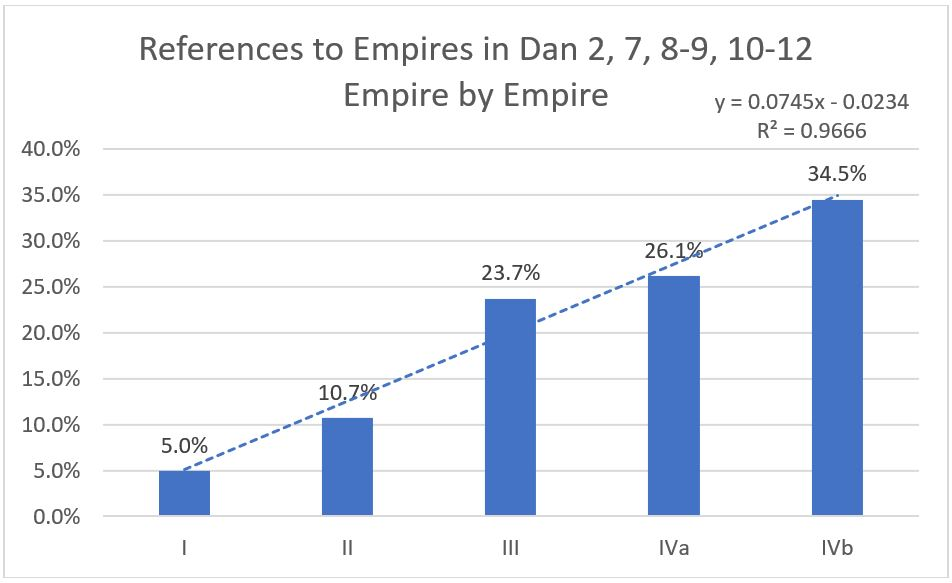 References to Empires in Dan 2, 7, 8-9, 10-12
Empire by Empire
y = 0.0745x - 0.0234
R² = 0.9666
40.0%
35.0%
30.0%
25.0%
20.0%
15.0%
10.0%
5.0%
0.0%
5.0%
10.7%
23.7%
26.1%
34.5%
I
II
III
IVa
IVb